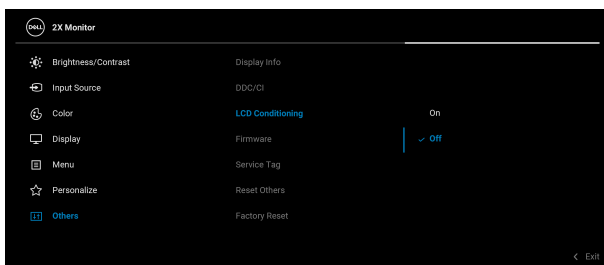 DELL
2X Monitor
Brightness/Contrast
Display Info
Input Source
DDC/CI
Color
LCD Conditioning
On
Display
Firmware
Off
Menu
Service Tag
Personalize
Reset Others
Others
Factory Reset
Exit